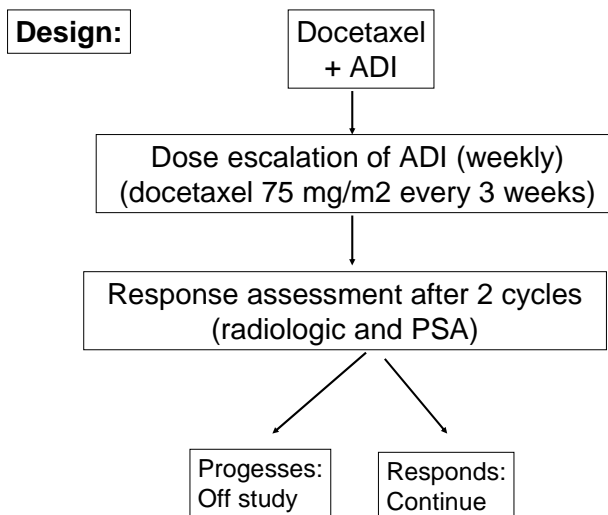 Design:
Docetaxel
+ ADI
Dose escalation of ADI (weekly)
(docetaxel 75 mg/m2 every 3 weeks)
Response assessment after 2 cycles
(radiologic and PSA)
Progesses:
Off study
Responds:
Continue